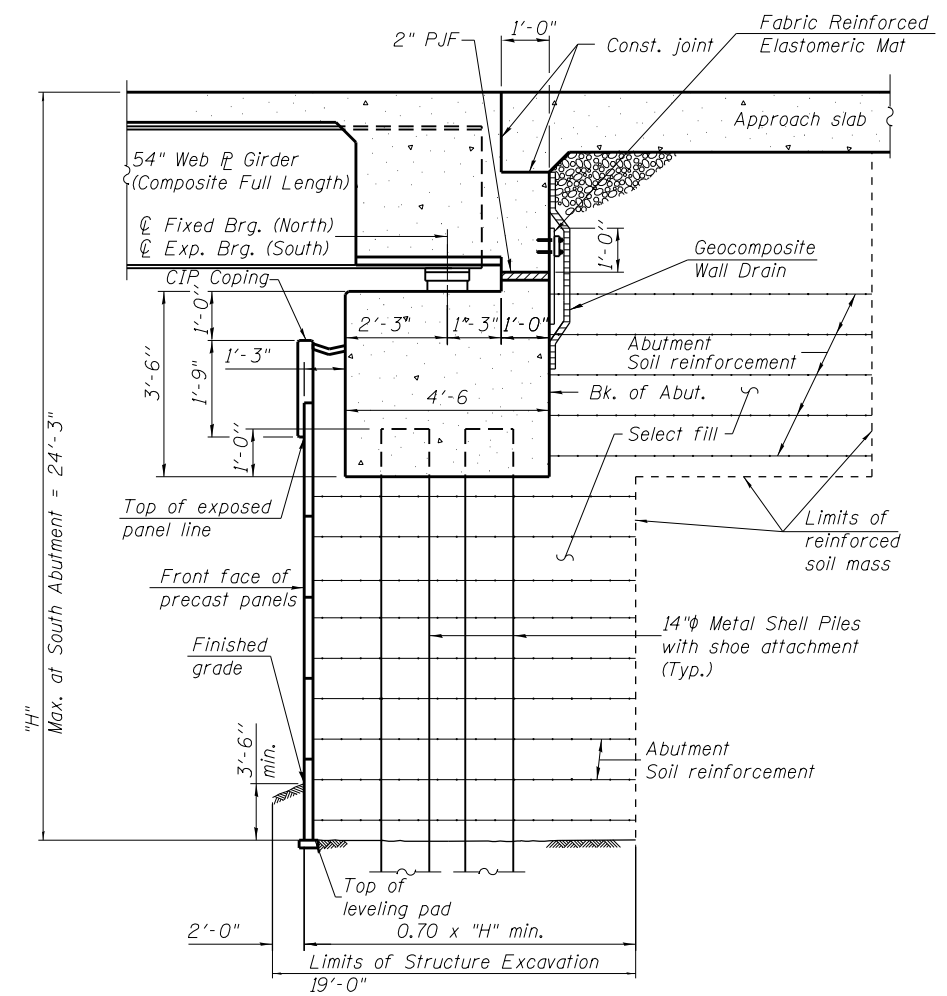 1'-0"
Fabric Reinforced
Elastomeric Mat
2" PJF
Const. joint
Approach slab
54" Web ⅊ Girder
(Composite Full Length)
℄ Fixed Brg. (North)
℄ Exp. Brg. (South)
1'-0"
Geocomposite
Wall Drain
CIP Coping
1'-0"
2'-3"
1'-3"
1'-0"
Abutment
Soil reinforcement
1'-3"
3'-6"
1'-9"
4'-6
Bk. of Abut.
1'-0"
Select fill
Top of exposed
panel line
Limits of
reinforced
soil mass
Front face of
precast panels
14"ϕ Metal Shell Piles
with shoe attachment
(Typ.)
Finished
grade
"H"
Max. at South Abutment = 24'-3"
3'-6"
min.
Abutment
Soil reinforcement
Top of
leveling pad
2'-0"
0.70 x "H" min.
Limits of Structure Excavation
19'-0"